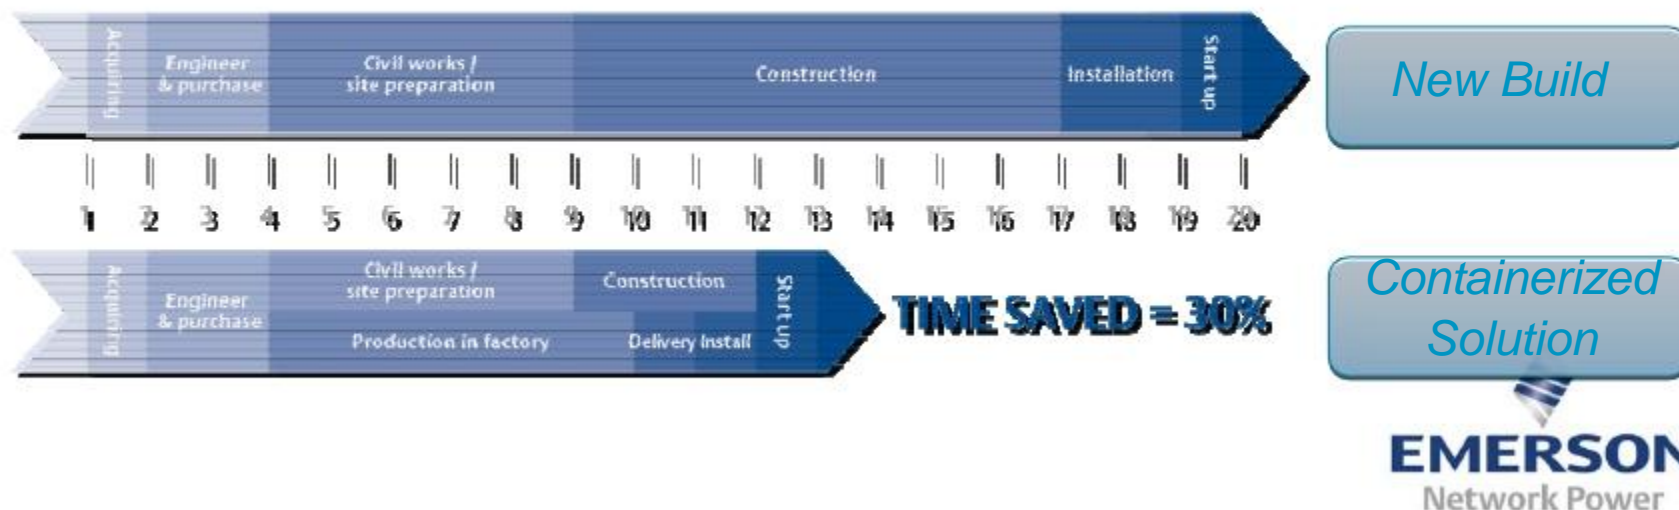 Acquiring
Engineer
& purchase
Civil works /
site preparation
Construction
Installation
Start up
New Build
1 2 3 4 5 6 7 8 9 10 11 12 13 14 15 16 17 18 19 20
Acquiring
Engineer
& purchase
Civil works /
site preparation
Construction
Production in factory
Delivery Install
Start up
TIME SAVED = 30%
Containerized
Solution
EMERSON
Network Power